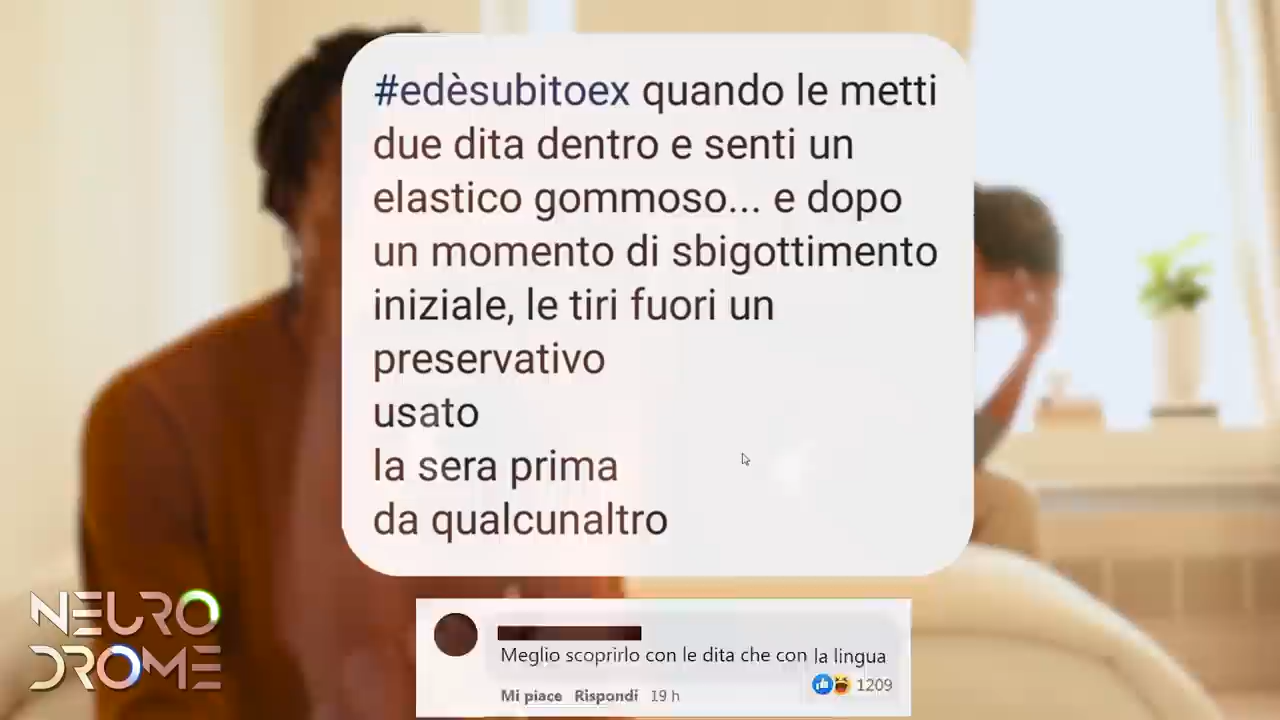 #edèsubitoex quando le metti
due dita dentro e senti un
elastico gommoso... e dopo
un momento di sbigottimento
iniziale, le tiri fuori un
preservativo
usato
la sera prima
da qualcunaltro
Meglio scoprirlo con le dita che con la lingua
1209
Mi piace Rispondi 19 h
NEURO
DROME